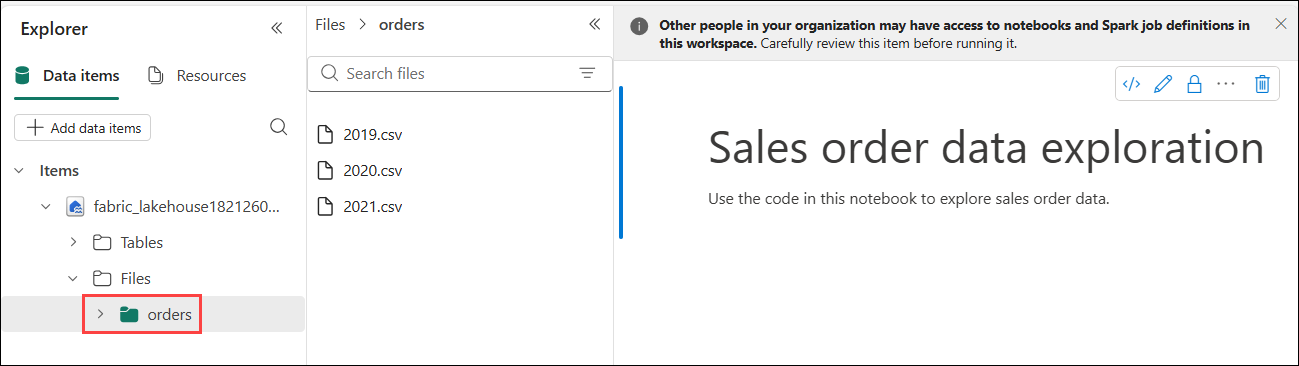 Explorer
Data items
Resources
Add data items
Items
fabric_lakehouse1821260...
Tables
Files
orders
Files > orders
Search files
2019.csv
2020.csv
2021.csv
Other people in your organization may have access to notebooks and Spark job definitions in
this workspace. Carefully review this item before running it.
Sales order data exploration
Use the code in this notebook to explore sales order data.